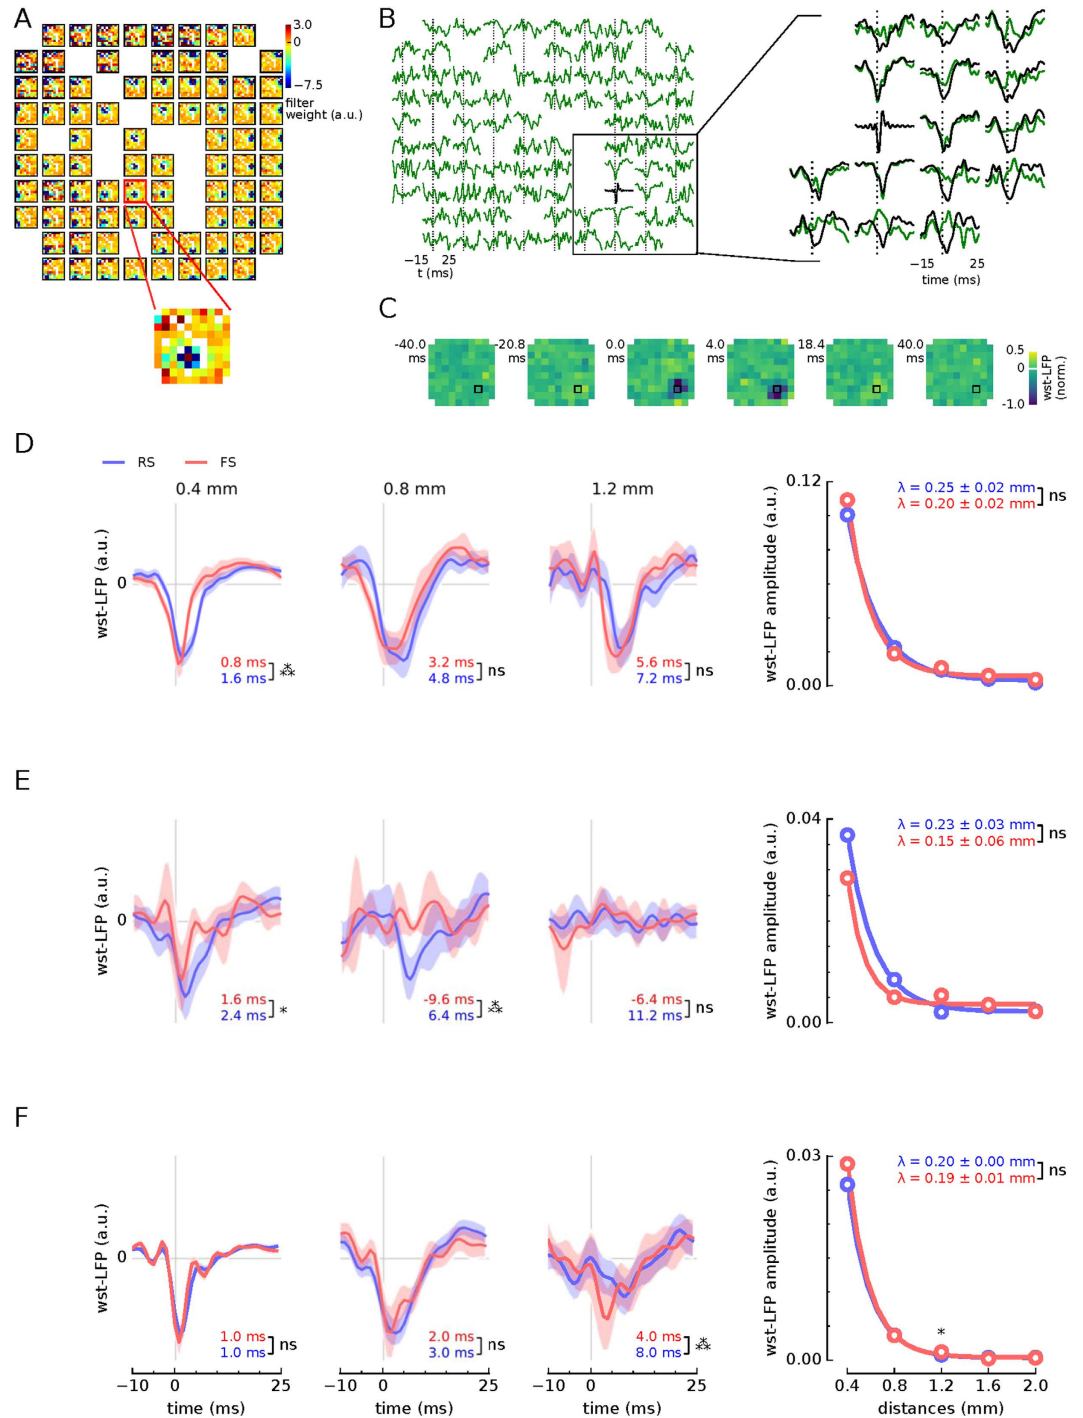 A
3.0
0
−7.5
filter
weight (a.u.)
B
−15 25
t (ms)
−15 25
time (ms)
C
-40.0
ms
-20.8
ms
0.0
ms
4.0
ms
18.4
ms
40.0
ms
0.5
-1.0
wst-LFP
(norm.)
D
RS FS
0.4 mm 0.8 mm 1.2 mm
wst-LFP (a.u.)
0
0.8 ms
1.6 ms
⁂
3.2 ms
4.8 ms
ns
5.6 ms
7.2 ms
ns
wst-LFP amplitude (a.u.)
0.12
0.00
λ = 0.25 ± 0.02 mm
λ = 0.20 ± 0.02 mm
ns
E
wst-LFP (a.u.)
0
1.6 ms
2.4 ms
*
-9.6 ms
6.4 ms
⁂
-6.4 ms
11.2 ms
ns
wst-LFP amplitude (a.u.)
0.04
0.00
λ = 0.23 ± 0.03 mm
λ = 0.15 ± 0.06 mm
ns
F
wst-LFP (a.u.)
0
1.0 ms
1.0 ms
ns
2.0 ms
3.0 ms
ns
4.0 ms
8.0 ms
⁂
−10 0 25
time (ms)
−10 0 25
time (ms)
−10 0 25
time (ms)
wst-LFP amplitude (a.u.)
0.03
0.00
λ = 0.20 ± 0.00 mm
λ = 0.19 ± 0.01 mm
ns
*
0.4 0.8 1.2 1.6 2.0
distances (mm)